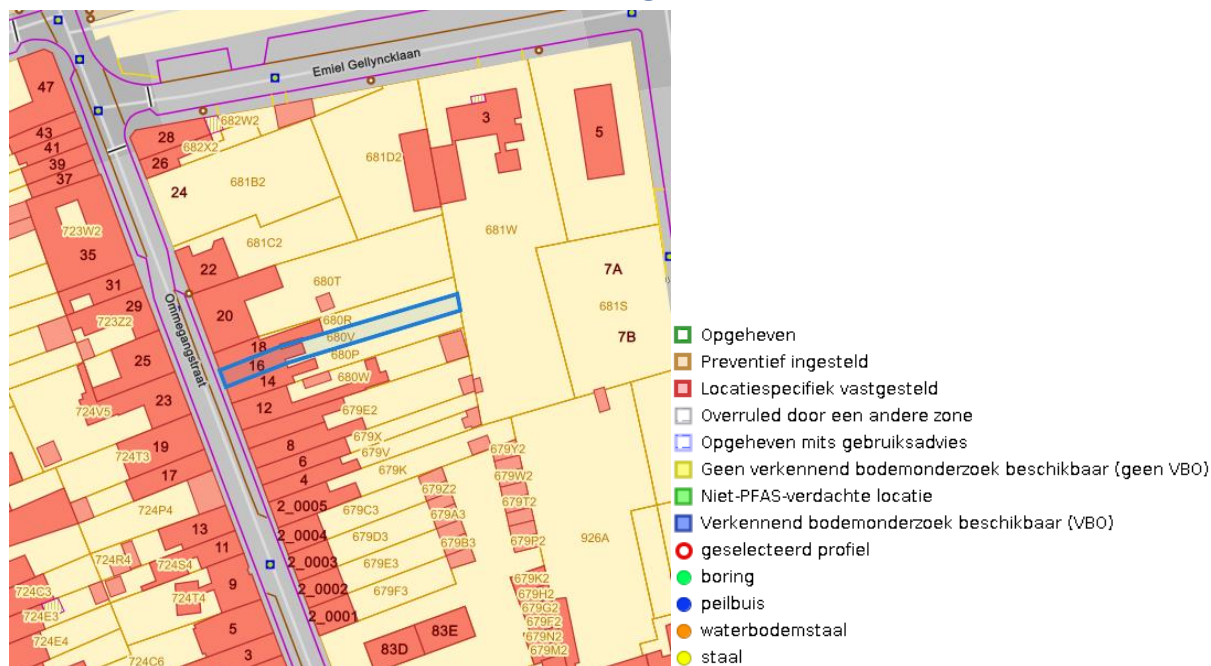 Emiel Gellyncklaan
47
43
41
39
37
28
26
682W2
682X2
681D2
3
5
24
681B2
723W2
35
681C2
681W
22
31
7A
680T
29
723Z2
20
681S
680R
680V
7B
Ommegangstraat
18
16
680P
25
14
680W
23
724V5
12
679E2
19
724T3
8
679X
679V
679Y2
17
6
679K
4
679W2
679Z2
724P4
2_0005
679C3
679T2
13
679A3
2_0004
679D3
679P2
926A
11
679B3
724R4
724S4
2_0003
679E3
679K2
9
724C3
724T4
2_0002
679F3
679H2
724E3
679G2
2_0001
679F2
5
83E
679N2
724E4
83D
679M2
724C6
3
Opgeheven
Preventief ingesteld
Locatiespecifiek vastgesteld
Overruled door een andere zone
Opgeheven mits gebruiksadvies
Geen verkennend bodemonderzoek beschikbaar (geen VBO)
Niet-PFAS-verdachte locatie
Verkennend bodemonderzoek beschikbaar (VBO)
geselecteerd profiel
boring
peilbuis
waterbodemstaal
staal